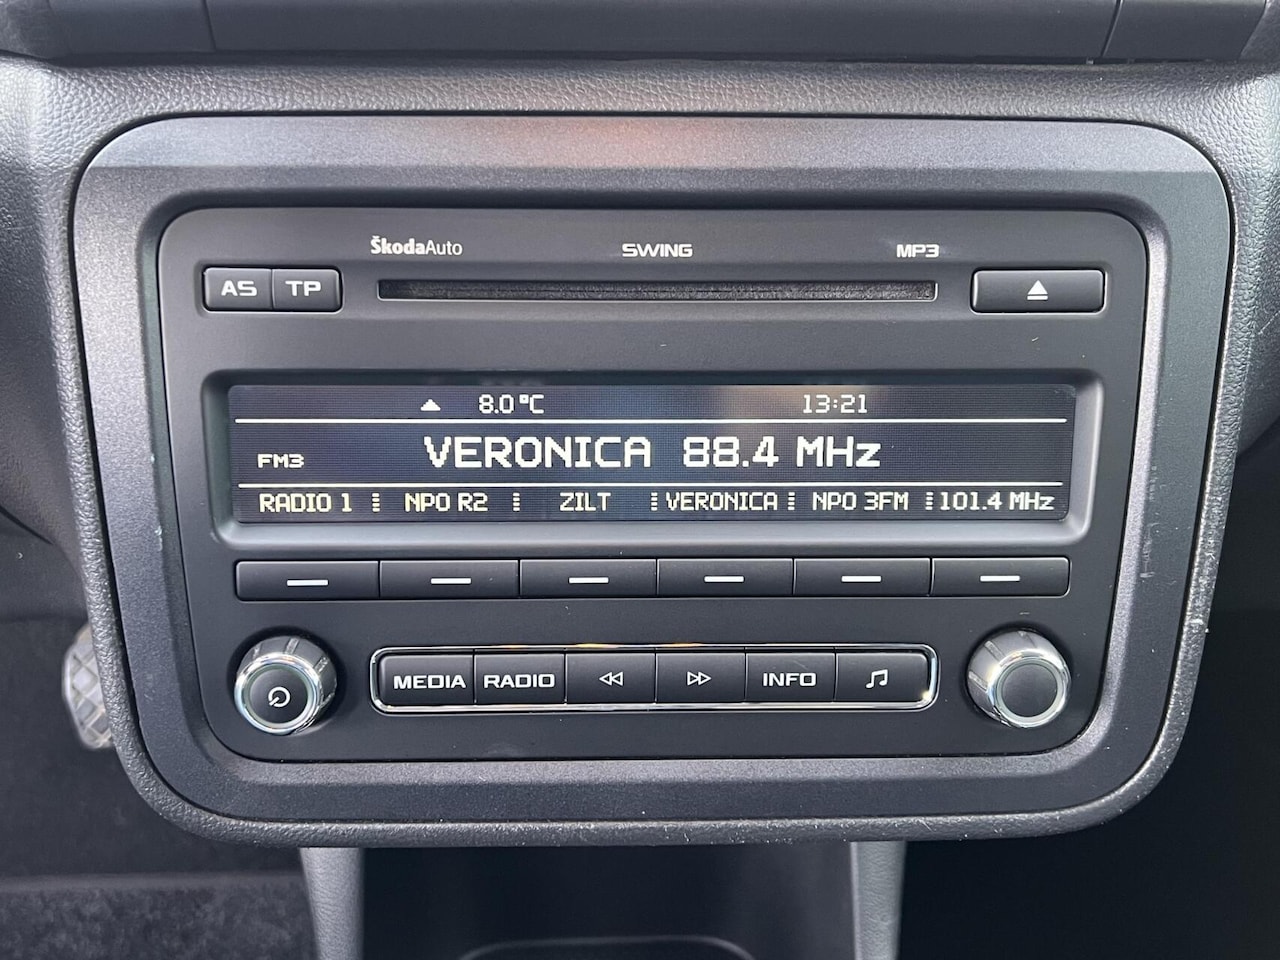 ŠkodaAuto SWING MP3
AS TP
8.0 °C 13:21
FM3 VERONICA 88.4 MHz
RADIO 1 NPO R2 ZILT VERONICA NPO 3FM 101.4 MHz
MEDIA RADIO INFO